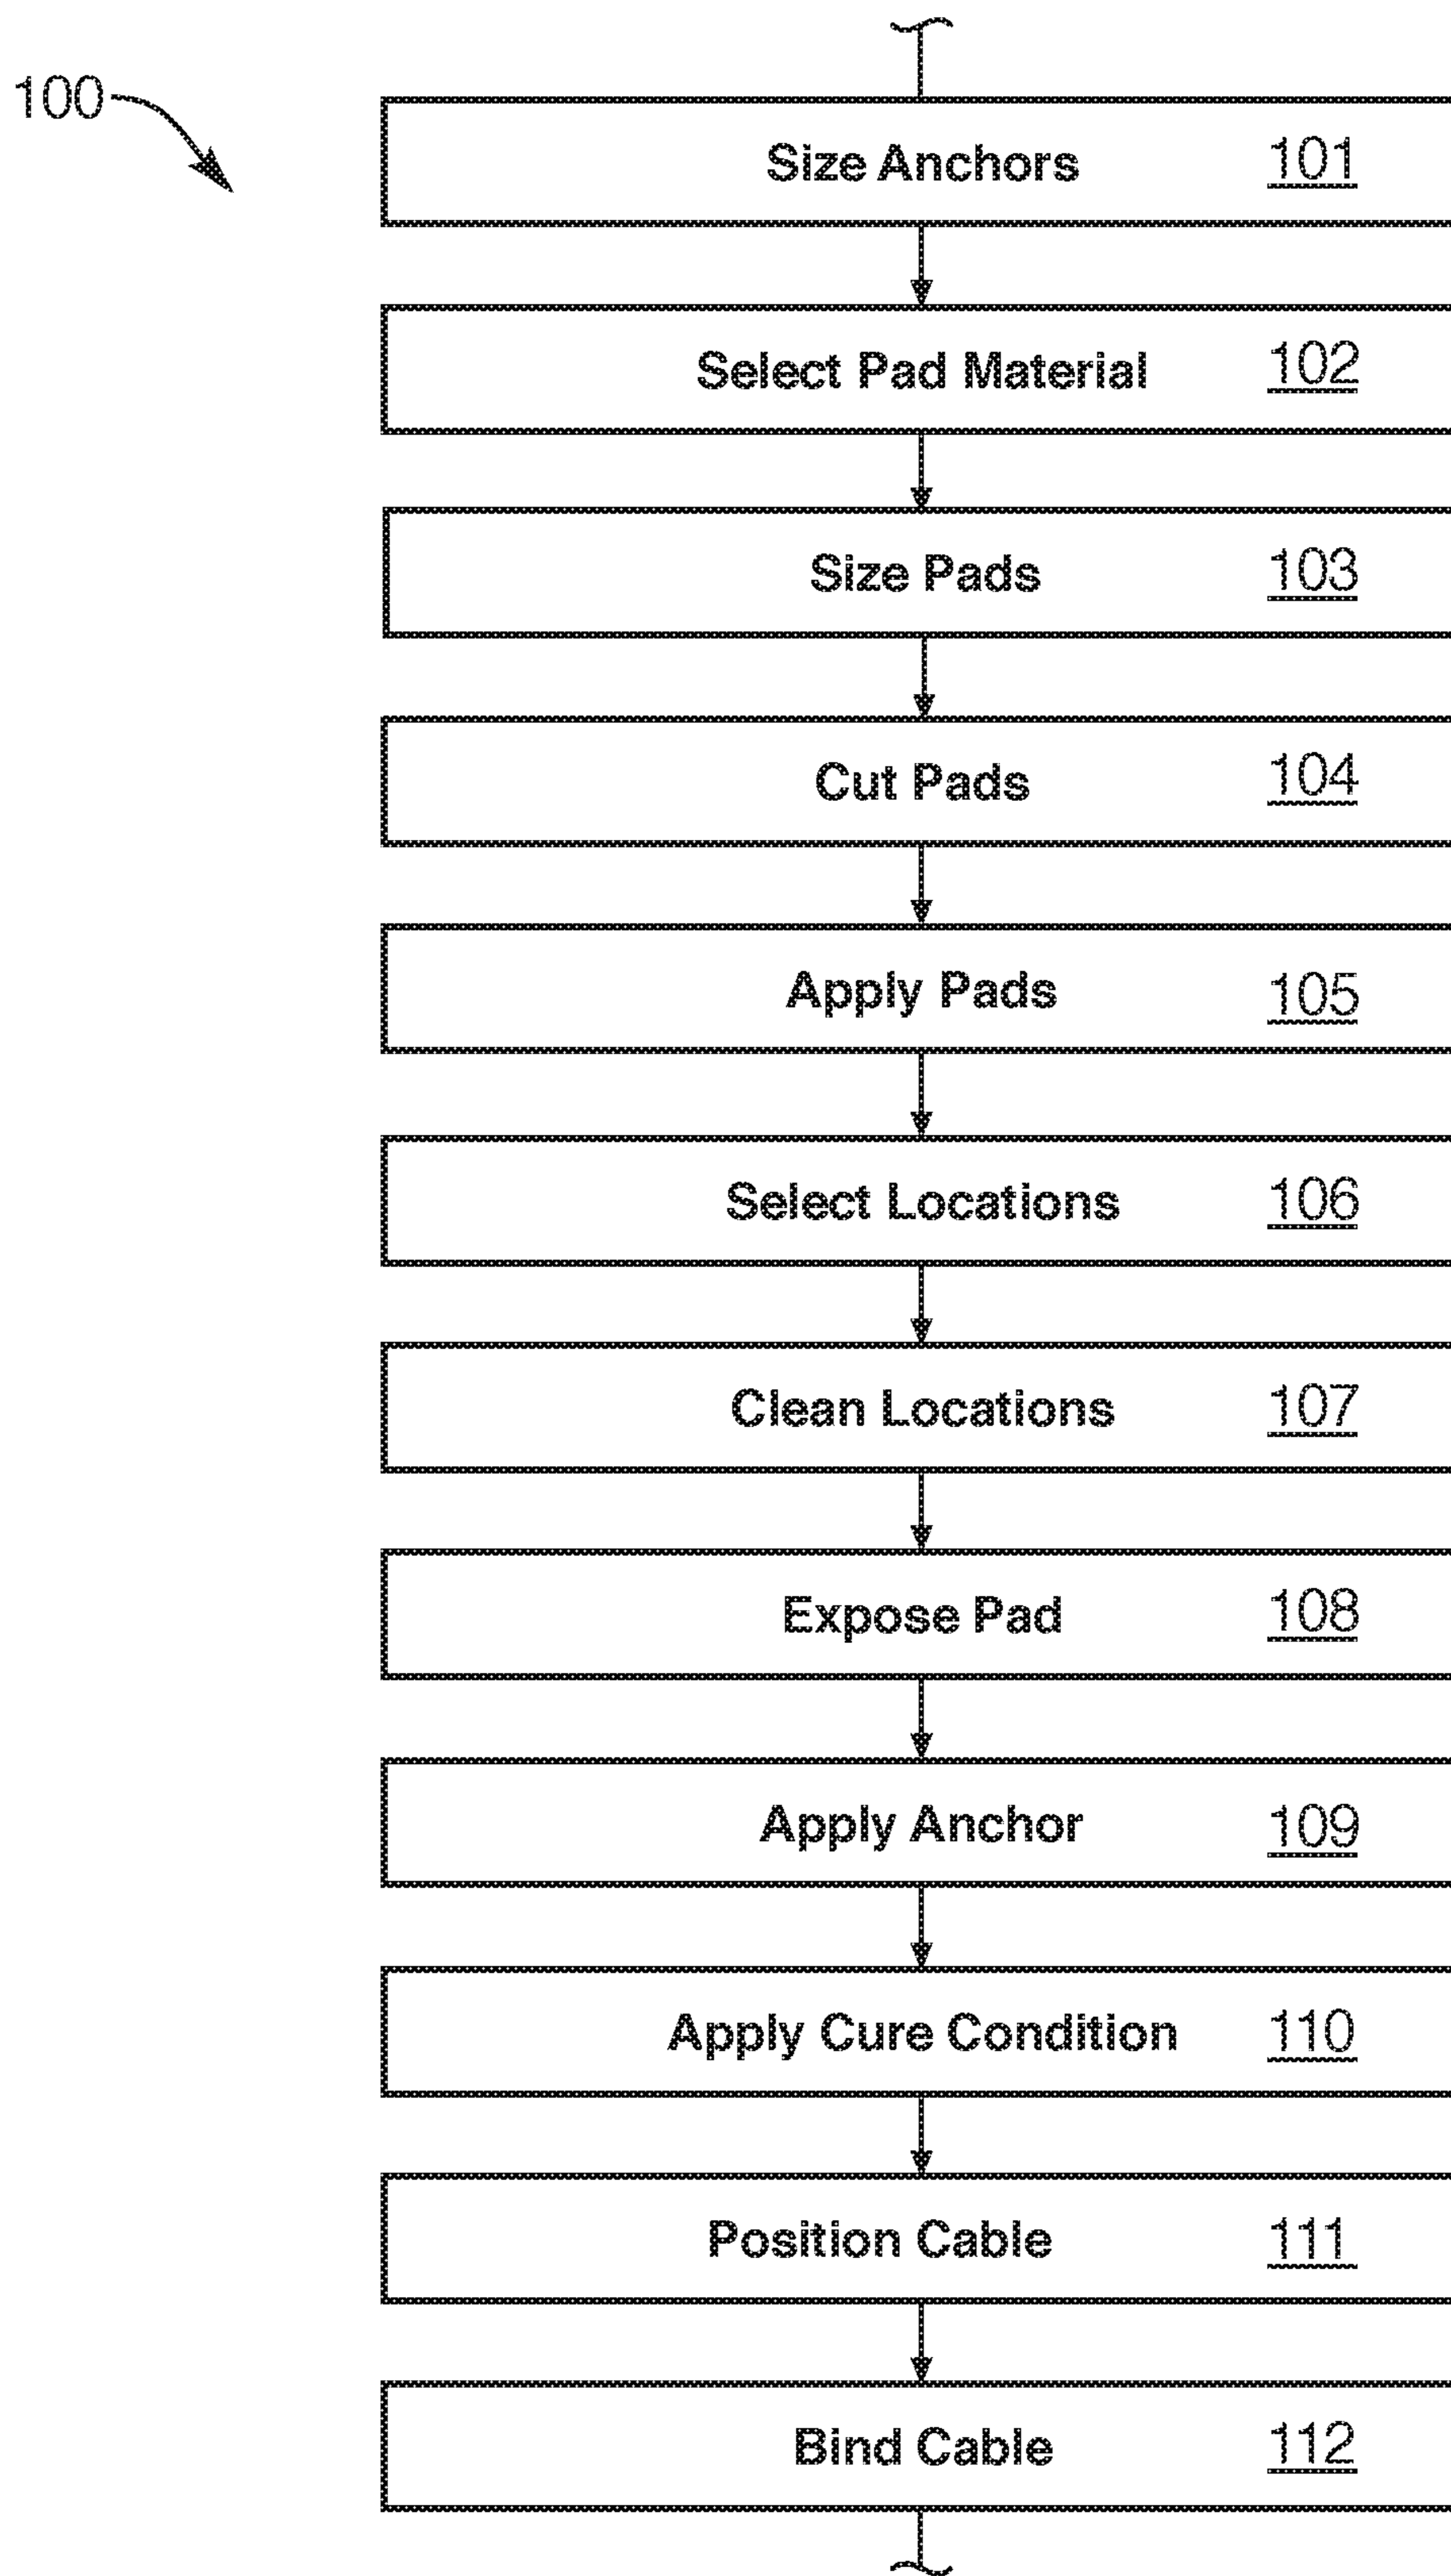 100
Size Anchors 101
Select Pad Material 102
Size Pads 103
Cut Pads 104
Apply Pads 105
Select Locations 106
Clean Locations 107
Expose Pad 108
Apply Anchor 109
Apply Cure Condition 110
Position Cable 111
Bind Cable 112